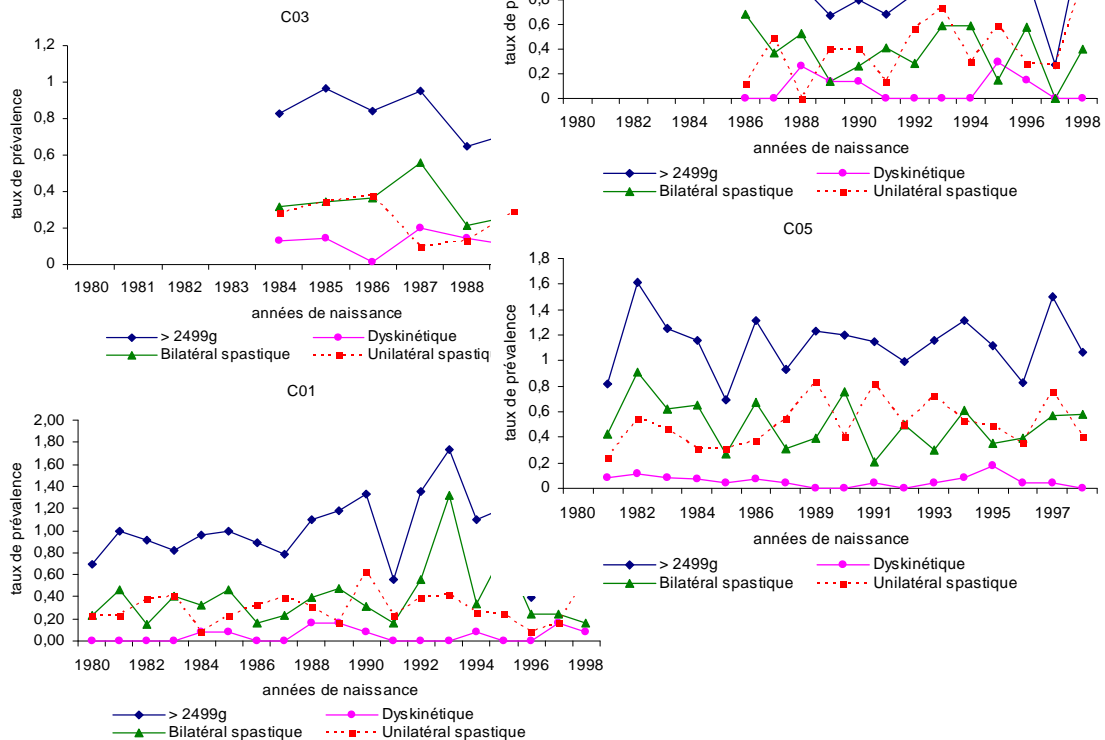 C03
taux de prévalence
1,2
1
0,8
0,6
0,4
0,2
0
1980 1981 1982 1983 1984 1985 1986 1987 1988
années de naissance
> 2499g Dyskinétique
Bilatéral spastique Unilatéral spastiq
taux de p
0,8
0,6
0,4
0,2
0
1980 1982 1984 1986 1988 1990 1992 1994 1996 1998
années de naissance
> 2499g Dyskinétique
Bilatéral spastique Unilatéral spastique
C05
taux de prévalence
1,8
1,6
1,4
1,2
1
0,8
0,6
0,4
0,2
0
1980 1982 1984 1986 1988 1990 1991 1993 1995 1997
années de naissance
> 2499g Dyskinétique
Bilatéral spastique Unilatéral spastique
C01
taux de prévalence
2,00
1,80
1,60
1,40
1,20
1,00
0,80
0,60
0,40
0,20
0,00
1980 1982 1984 1986 1988 1990 1992 1994 1996 1998
années de naissance
> 2499g Dyskinétique
Bilatéral spastique Unilatéral spastique